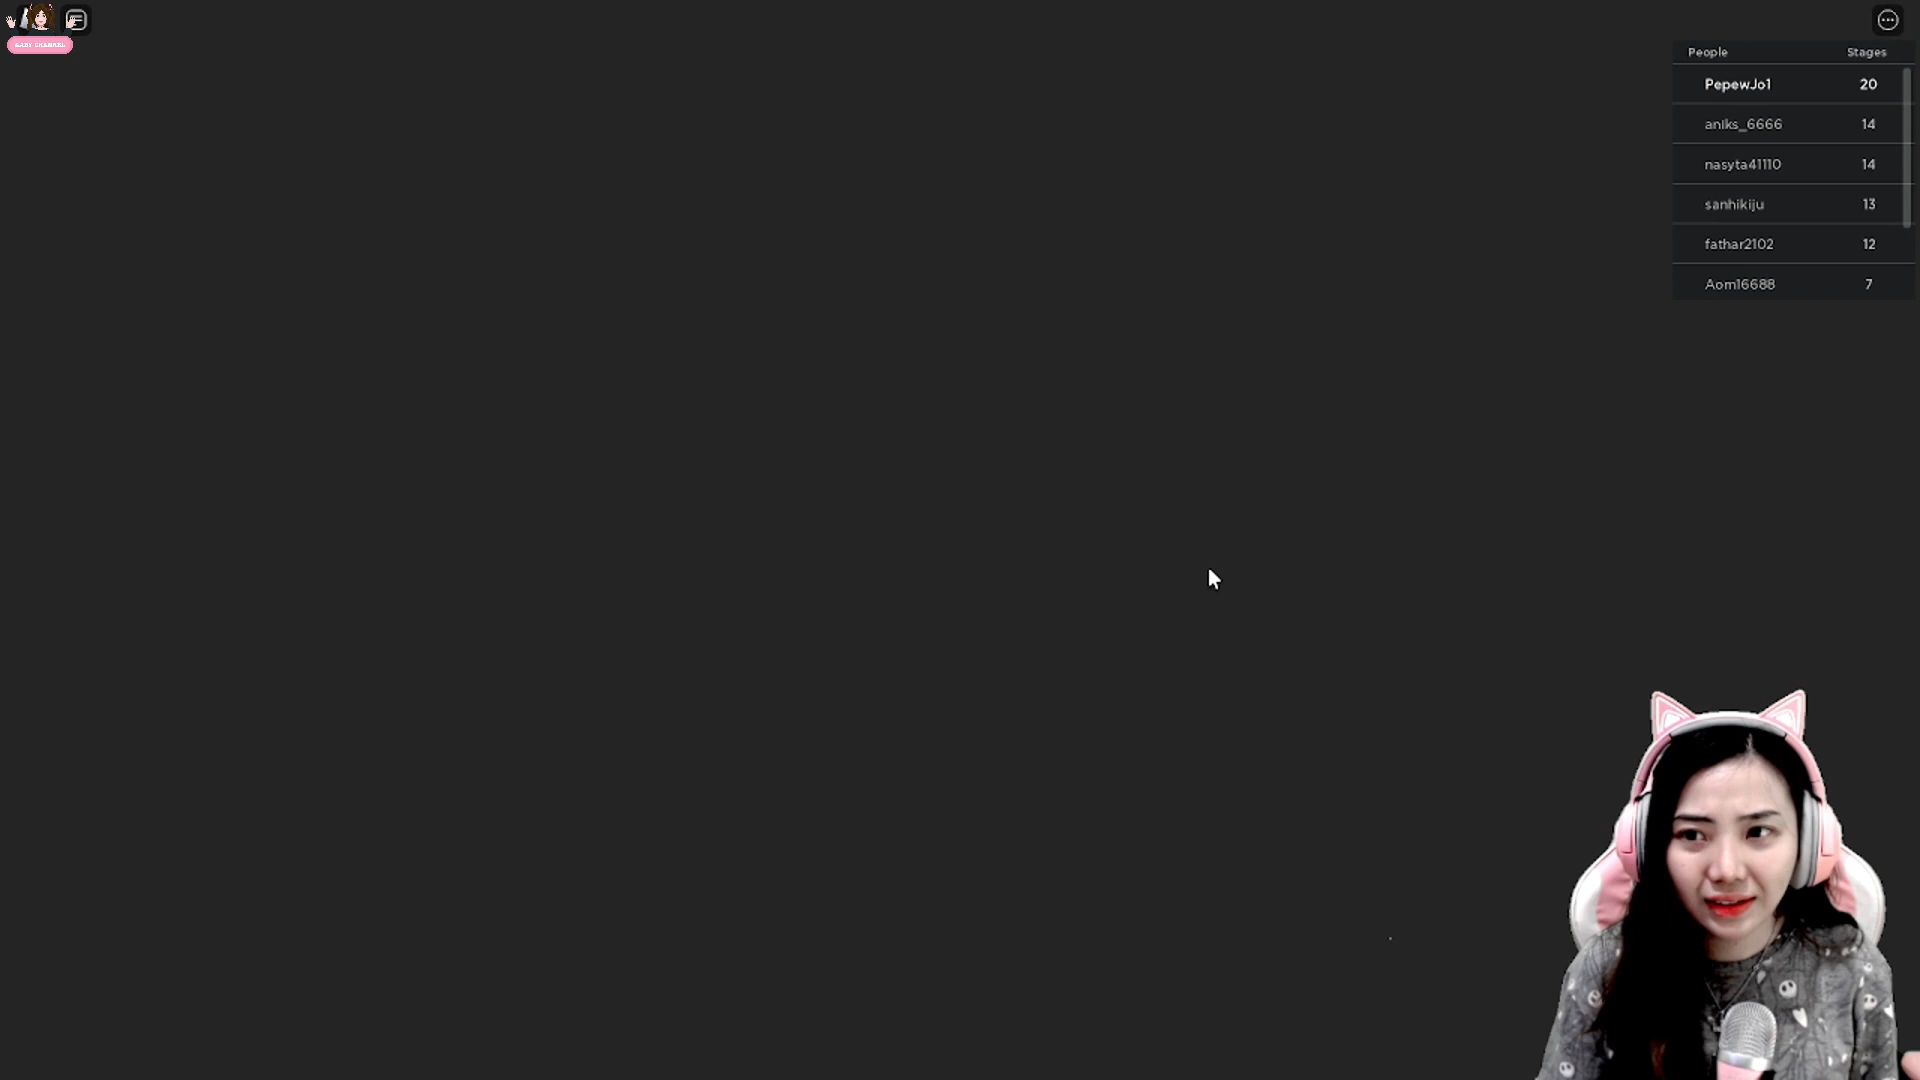 People Stages
PepewJo1 20
aniks_6666 14
nasyta41110 14
sanhikiju 13
fathar2102 12
Aom16688 7